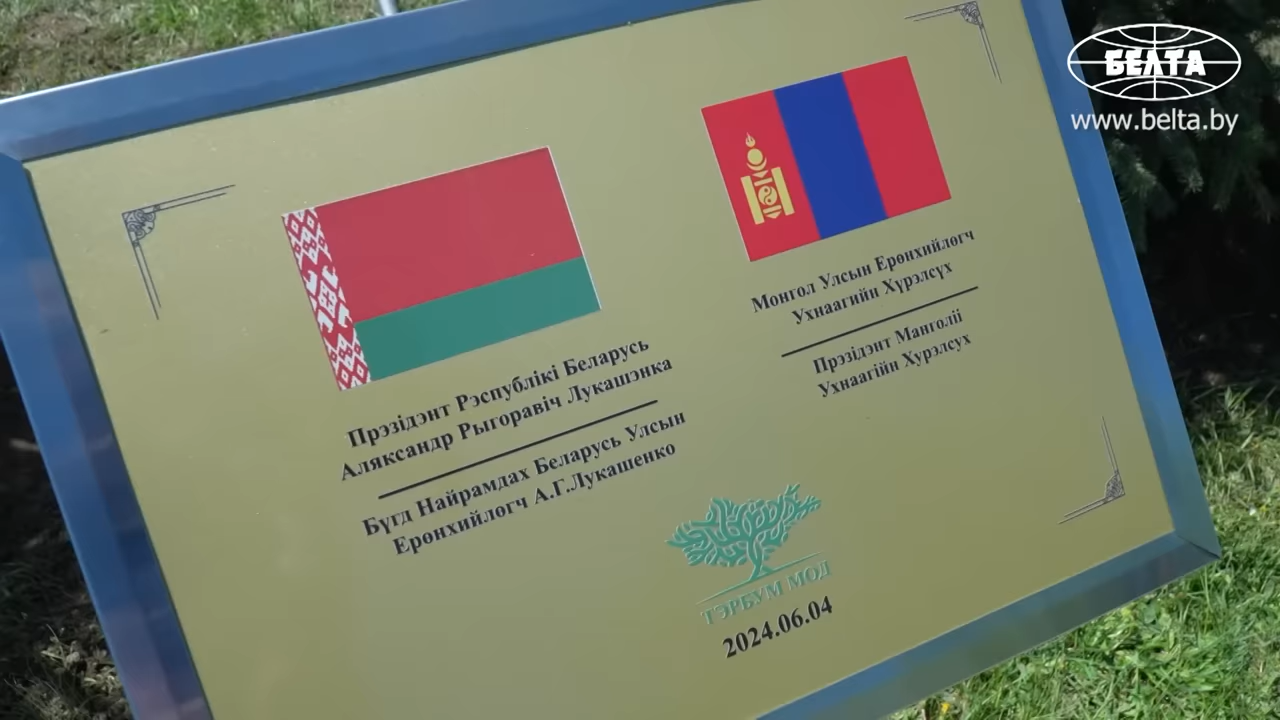 БЕЛТА
www.belta.by
Прэзідэнт Рэспублікі Беларусь
Аляксандр Рыгоравіч Лукашэнка
Бүгд Найрамдах Беларусь Улсын
Ерөнхийлөгч А.Г.Лукашенко
Монгол Улсын Ерөнхийлөгч
Ухнаагийн Хүрэлсүх
Прэзідэнт Манголіі
Ухнаагійн Хурэлсух
ТЭРБУМ МОД
2024.06.04